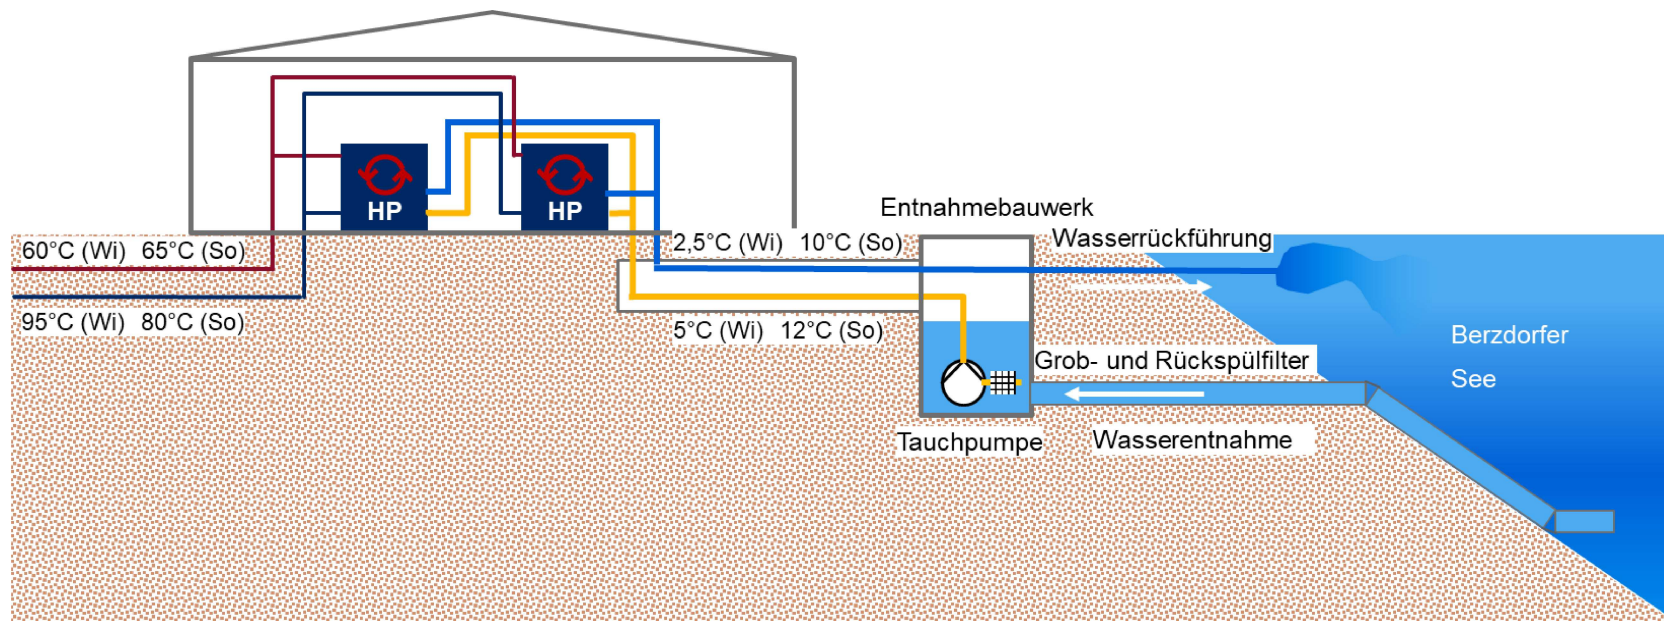 HP
HP
Entnahmebauwerk
60°C (Wi) 65°C (So)
2,5°C (Wi) 10°C (So)
Wasserrückführung
95°C (Wi) 80°C (So)
5°C (Wi) 12°C (So)
Berzdorfer
See
Grob- und Rückspülfilter
Tauchpumpe
Wasserentnahme